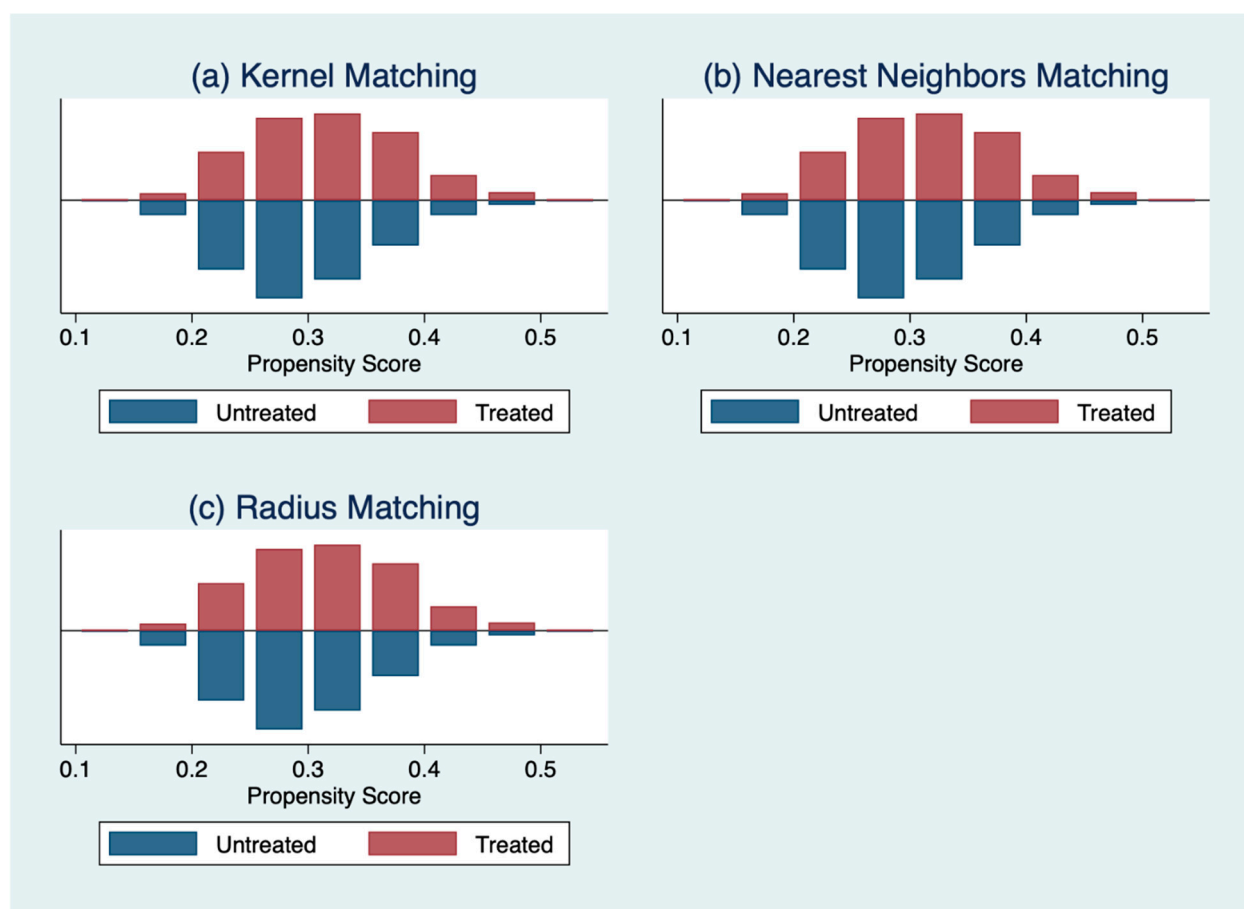 (a) Kernel Matching
0.1 0.2 0.3 0.4 0.5
Propensity Score
Untreated Treated
(b) Nearest Neighbors Matching
0.1 0.2 0.3 0.4 0.5
Propensity Score
Untreated Treated
(c) Radius Matching
0.1 0.2 0.3 0.4 0.5
Propensity Score
Untreated Treated